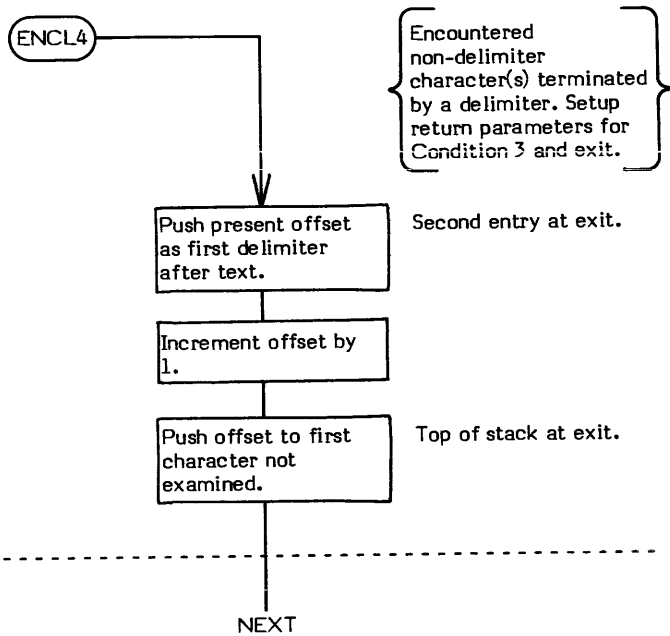 ENCL4
Encountered
non-delimiter
character(s) terminated
by a delimiter. Setup
return parameters for
Condition 3 and exit.
Push present offset
as first delimiter
after text.
Second entry at exit.
Increment offset by
1.
Push offset to first
character not
examined.
Top of stack at exit.
NEXT